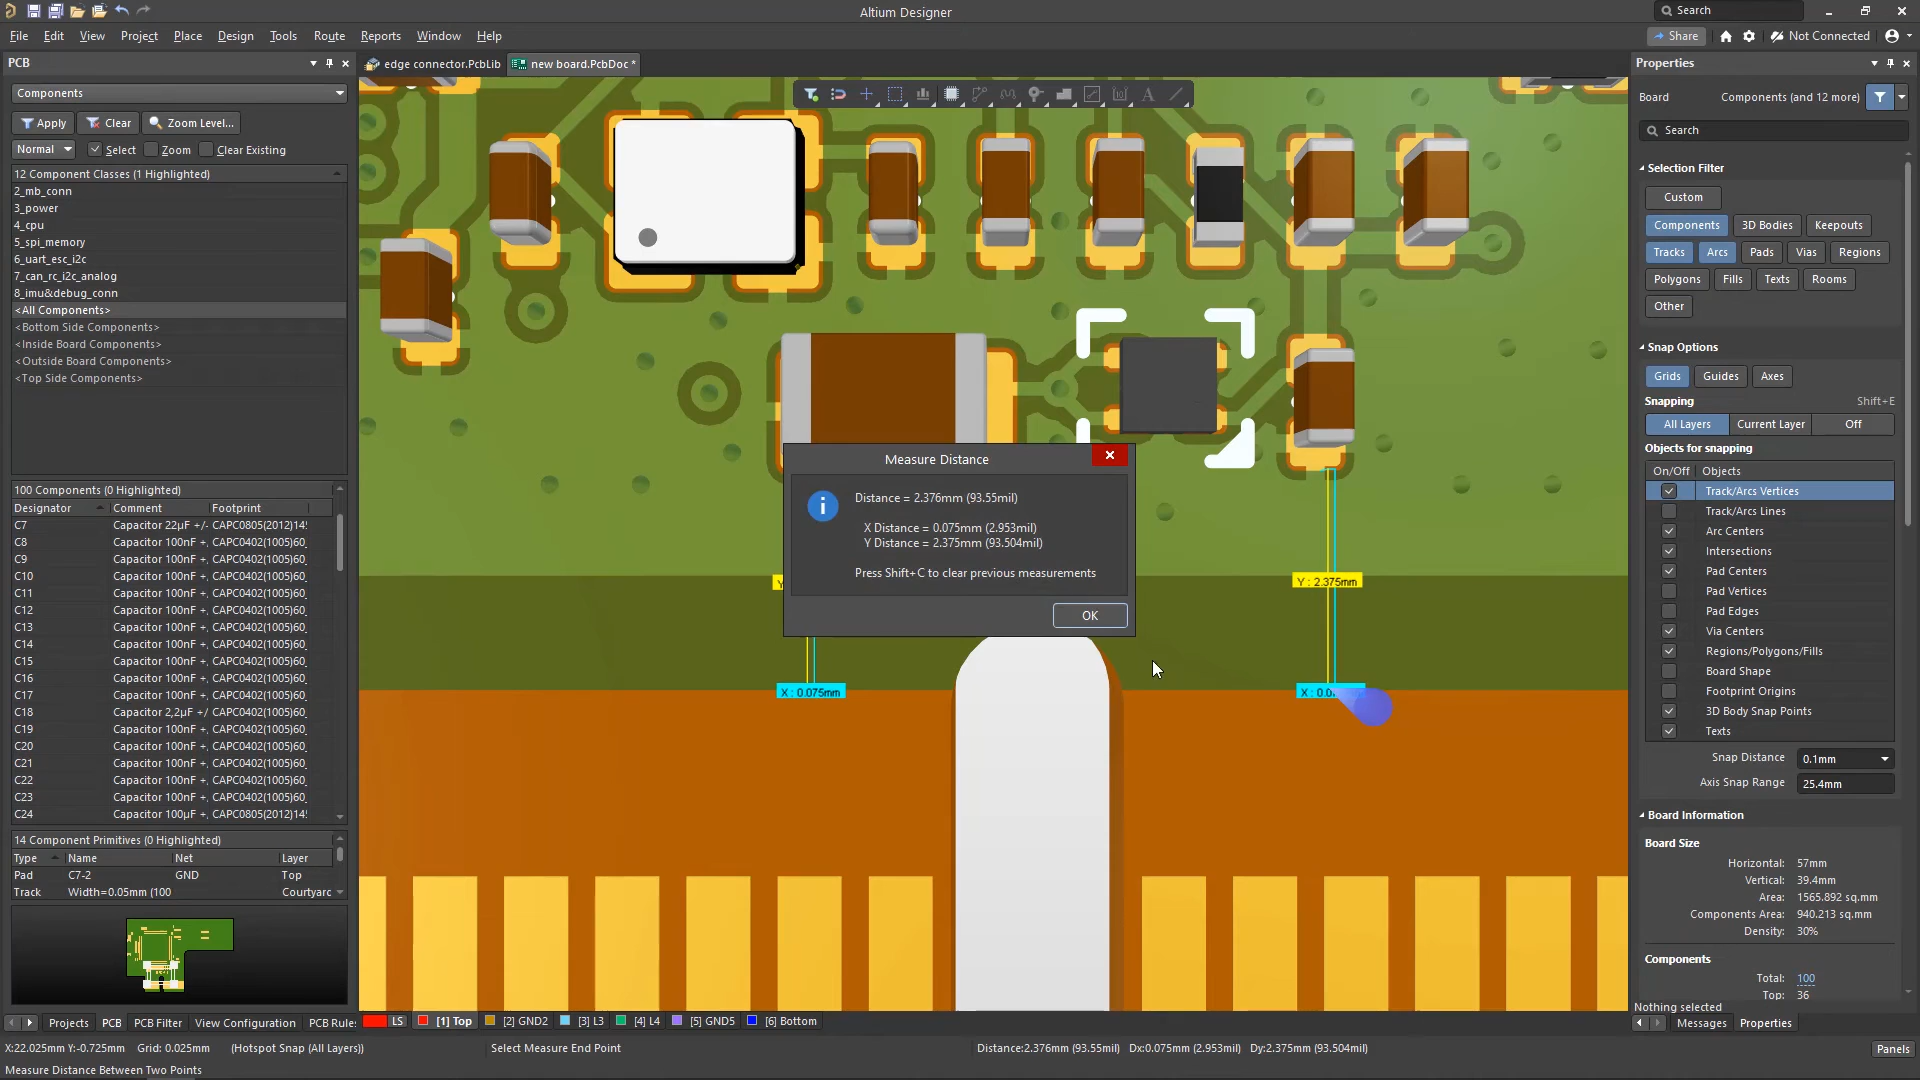 Altium Designer
Search
File Edit View Project Place Design Tools Route Reports Window Help
Share
Not Connected
PCB
Components
Apply
Clear
Zoom Level...
Normal
Select
Zoom
Clear Existing
12 Component Classes (1 Highlighted)
2_mb_conn
3_power
4_cpu
5_spi_memory
6_uart_esc_i2c
7_can_rc_i2c_analog
8_imu&debug_conn
<All Components>
<Bottom Side Components>
<Inside Board Components>
<Outside Board Components>
<Top Side Components>
100 Components (0 Highlighted)
Designator Comment Footprint
C7 Capacitor 22µF +/- CAPC0805(2012)14
C8 Capacitor 100nF +, CAPC0402(1005)60_
C9 Capacitor 100nF +, CAPC0402(1005)60_
C10 Capacitor 100nF +, CAPC0402(1005)60_
C11 Capacitor 100nF +, CAPC0402(1005)60_
C12 Capacitor 100nF +, CAPC0402(1005)60_
C13 Capacitor 100nF +, CAPC0402(1005)60_
C14 Capacitor 100nF +, CAPC0402(1005)60_
C15 Capacitor 100nF +, CAPC0402(1005)60_
C16 Capacitor 100nF +, CAPC0402(1005)60_
C17 Capacitor 100nF +, CAPC0402(1005)60_
C18 Capacitor 2,2µF +/ CAPC0402(1005)60_
C19 Capacitor 100nF +, CAPC0402(1005)60_
C20 Capacitor 100nF +, CAPC0402(1005)60_
C21 Capacitor 100nF +, CAPC0402(1005)60_
C22 Capacitor 100nF +, CAPC0402(1005)60_
C23 Capacitor 100nF +, CAPC0402(1005)60_
C24 Capacitor 100µF + CAPC0805(2012)14
14 Component Primitives (0 Highlighted)
Type Name Net Layer
Pad C7-2 GND Top
Track Width=0.05mm (100 Courtyarc
Projects PCB PCB Filter View Configuration PCB Rule
edge connector.PcbLib
new board.PcbDoc *
Measure Distance
Distance = 2.376mm (93.55mil)
X Distance = 0.075mm (2.953mil)
Y Distance = 2.375mm (93.504mil)
Press Shift+C to clear previous measurements
OK
Y
Y : 2.375mm
X : 0.075mm
X : 0.0
LS [1] Top [2] GND2 [3] L3 [4] L4 [5] GND5 [6] Bottom
Properties
Board
Components (and 12 more)
Search
Selection Filter
Custom
Components 3D Bodies Keepouts
Tracks Arcs Pads Vias Regions
Polygons Fills Texts Rooms
Other
Snap Options
Grids Guides Axes
Snapping Shift+E
All Layers Current Layer Off
Objects for snapping
On/Off Objects
Track/Arcs Vertices
Track/Arcs Lines
Arc Centers
Intersections
Pad Centers
Pad Vertices
Pad Edges
Via Centers
Regions/Polygons/Fills
Board Shape
Footprint Origins
3D Body Snap Points
Texts
Snap Distance 0.1mm
Axis Snap Range 25.4mm
Board Information
Board Size
Horizontal: 57mm
Vertical: 39.4mm
Area: 1565.892 sq.mm
Components Area: 940.213 sq.mm
Density: 30%
Components
Total: 100
Top: 36
Nothing selected
Messages Properties
X:22.025mm Y:-0.725mm Grid: 0.025mm (Hotspot Snap (All Layers)) Select Measure End Point Distance:2.376mm (93.55mil) Dx:0.075mm (2.953mil) Dy:2.375mm (93.504mil)
Panels
Measure Distance Between Two Points